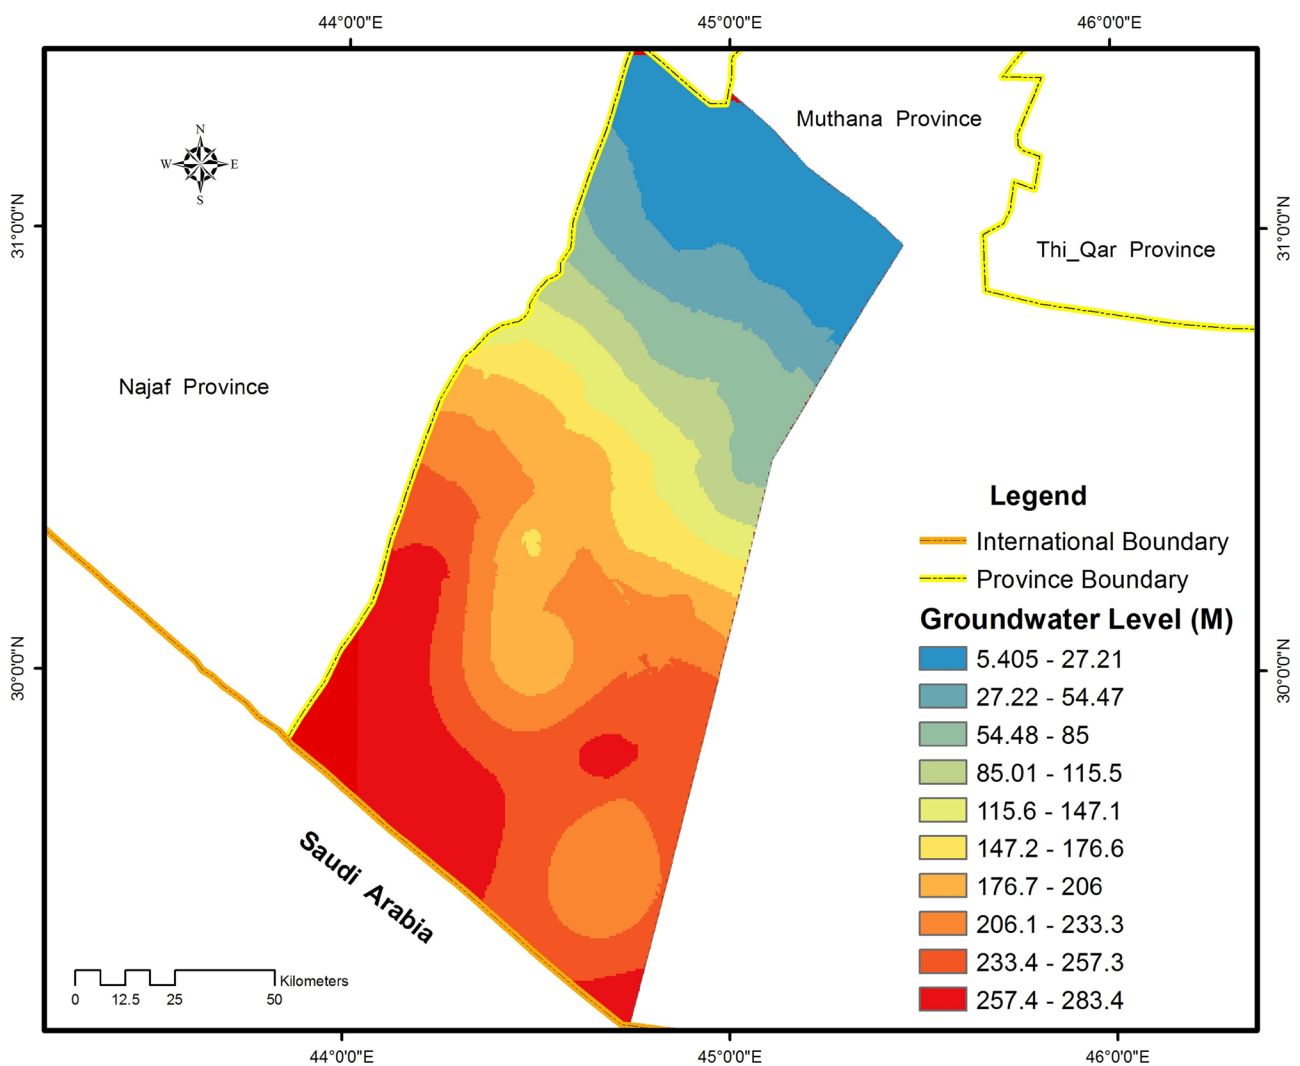 44°0'0"E 45°0'0"E 46°0'0"E
N
W E
S
Muthana Province
31°0'0"N
31°0'0"N
Thi_Qar Province
Najaf Province
Legend
International Boundary
Province Boundary
Groundwater Level (M)
5.405 - 27.21
27.22 - 54.47
54.48 - 85
85.01 - 115.5
115.6 - 147.1
147.2 - 176.6
176.7 - 206
206.1 - 233.3
233.4 - 257.3
257.4 - 283.4
30°0'0"N
30°0'0"N
Saudi Arabia
Kilometers
0 12.5 25 50
44°0'0"E 45°0'0"E 46°0'0"E